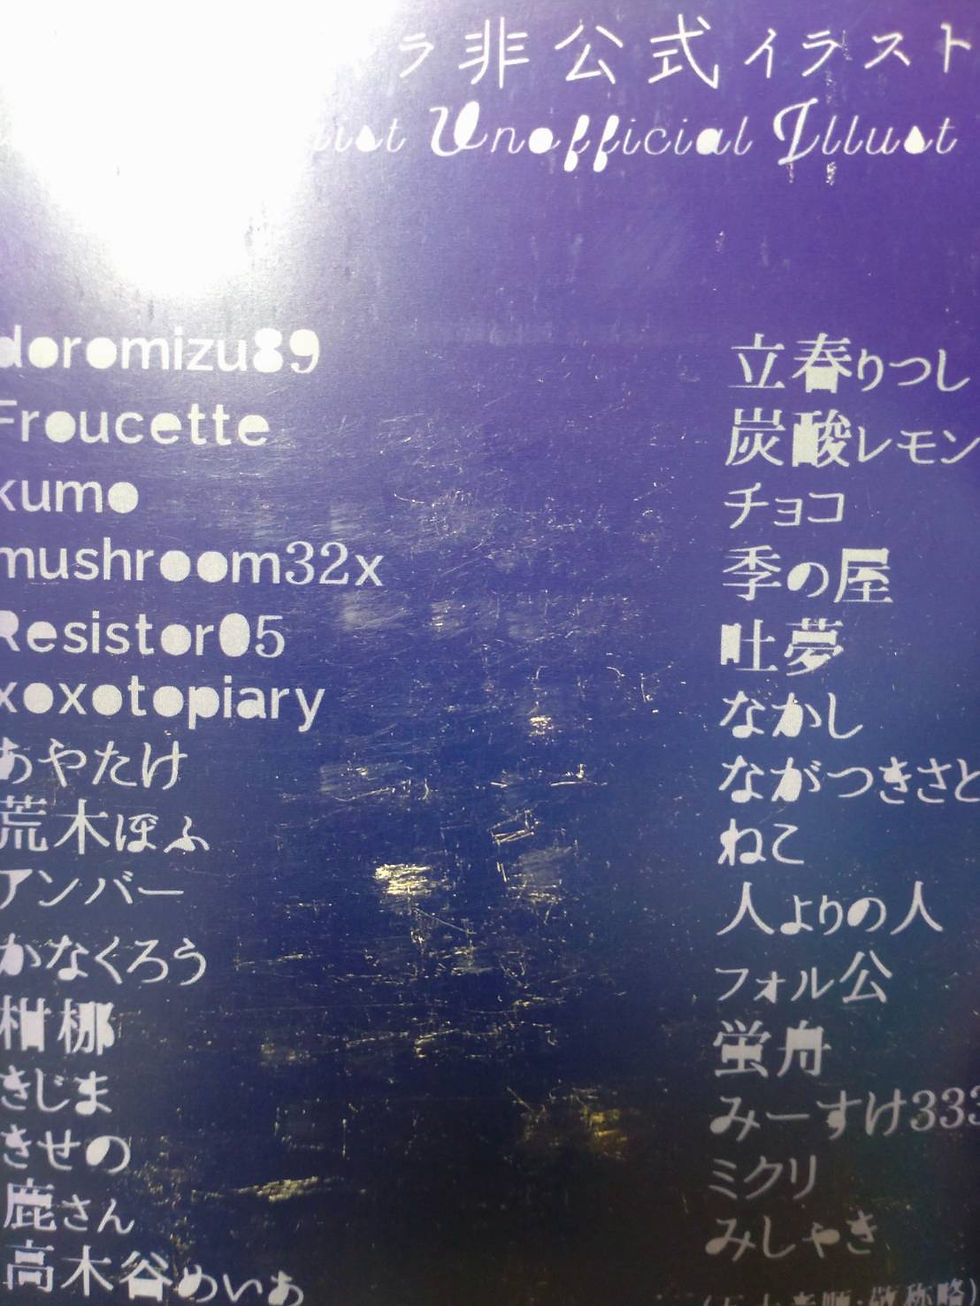 ラ非公式イラスト
Unofficial Illust
doromizu89
Froucette
kumo
mushroom32x
Resistor05
xoxotopiary
あやたけ
荒木ぽふ
アンバー
かなくろう
柑梛
きじま
きせの
鹿さん
高木谷めいあ
立春りつし
炭酸レモン
チョコ
季の屋
吐夢
なかし
ながつきさと
ねこ
人よりの人
フォル公
蛍舟
みーすけ333
ミクリ
みしゃき